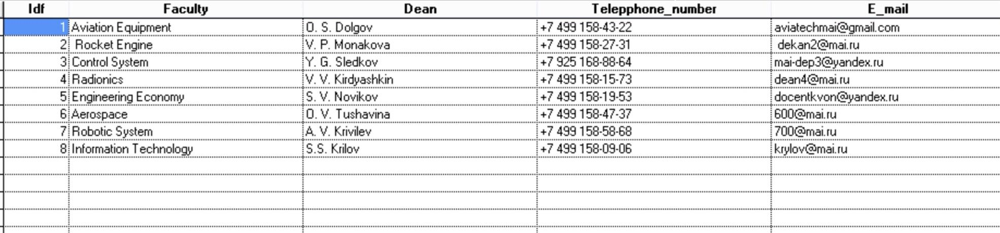 Idf Faculty Dean Telepphone_number E_mail
1 Aviation Equipment O. S. Dolgov +7 499 158-43-22 aviatechmai@gmail.com
2 Rocket Engine V. P. Monakova +7 499 158-27-31 dekan2@mai.ru
3 Control System Y. G. Sledkov +7 925 168-88-64 mai-dep3@yandex.ru
4 Radionics V. V. Kirdyashkin +7 499 158-15-73 dean4@mai.ru
5 Engineering Economy S. V. Novikov +7 499 158-19-53 docentkvon@yandex.ru
6 Aerospace O. V. Tushavina +7 499 158-47-37 600@mai.ru
7 Robotic System A. V. Krivilev +7 499 158-58-68 700@mai.ru
8 Information Technology S.S. Krilov +7 499 158-09-06 krylov@mai.ru